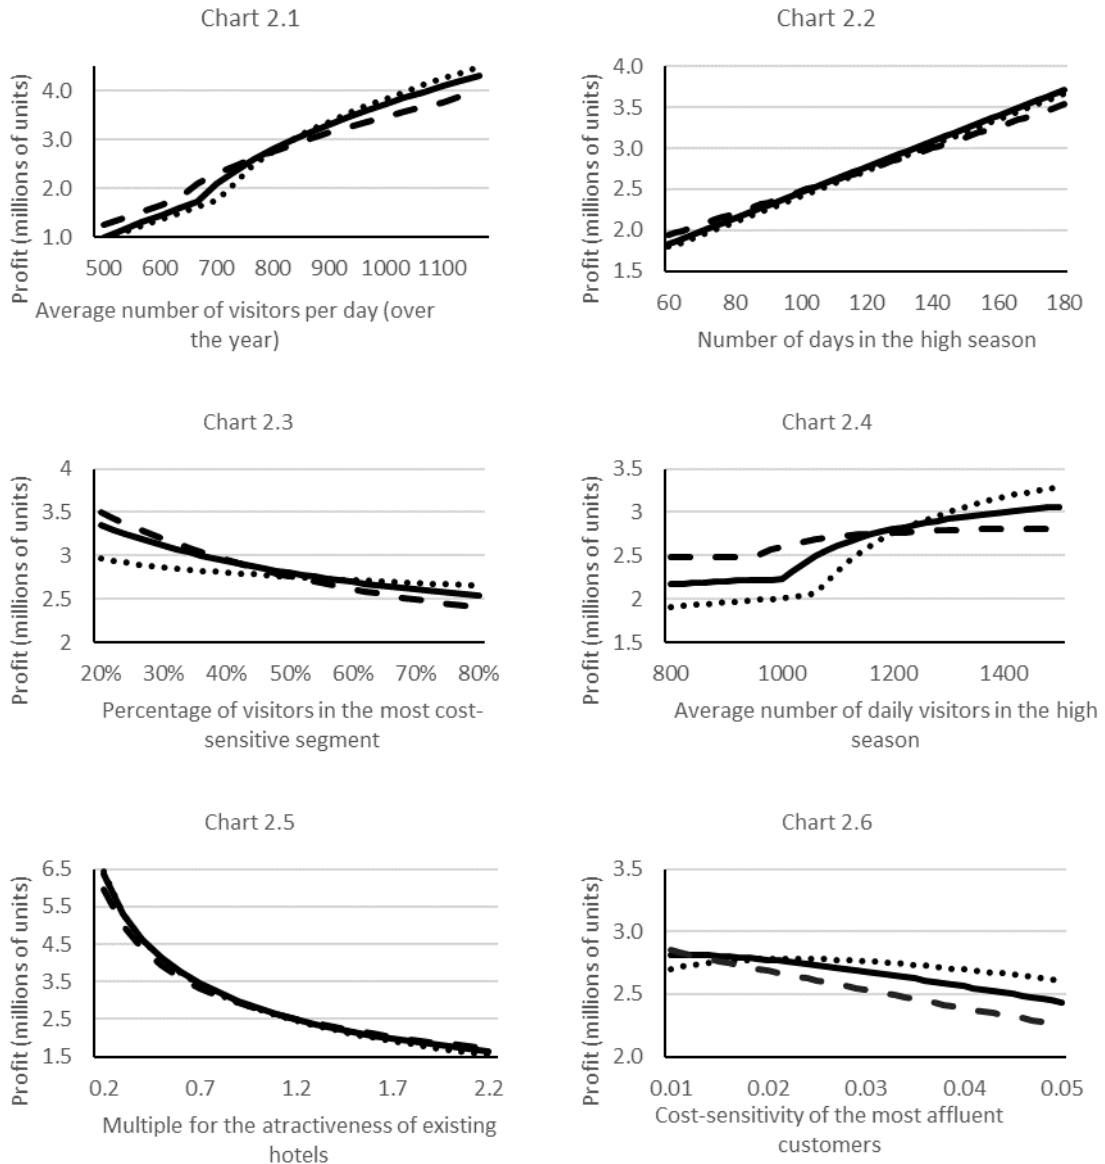 Chart 2.1
Profit (millions of units)
4.0
3.0
2.0
1.0
500 600 700 800 900 1000 1100
Average number of visitors per day (over
the year)
Chart 2.2
Profit (millions of units)
4.0
3.5
3.0
2.5
2.0
1.5
60 80 100 120 140 160 180
Number of days in the high season
Chart 2.3
Profit (millions of units)
4
3.5
3
2.5
2
20% 30% 40% 50% 60% 70% 80%
Percentage of visitors in the most cost-
sensitive segment
Chart 2.4
Profit (millions of units)
3.5
3
2.5
2
1.5
800 1000 1200 1400
Average number of daily visitors in the high
season
Chart 2.5
Profit (millions of units)
6.5
5.5
4.5
3.5
2.5
1.5
0.2 0.7 1.2 1.7 2.2
Multiple for the atractiveness of existing
hotels
Chart 2.6
Profit (millions of units)
3.5
3.0
2.5
2.0
0.01 0.02 0.03 0.04 0.05
Cost-sensitivity of the most affluent
customers